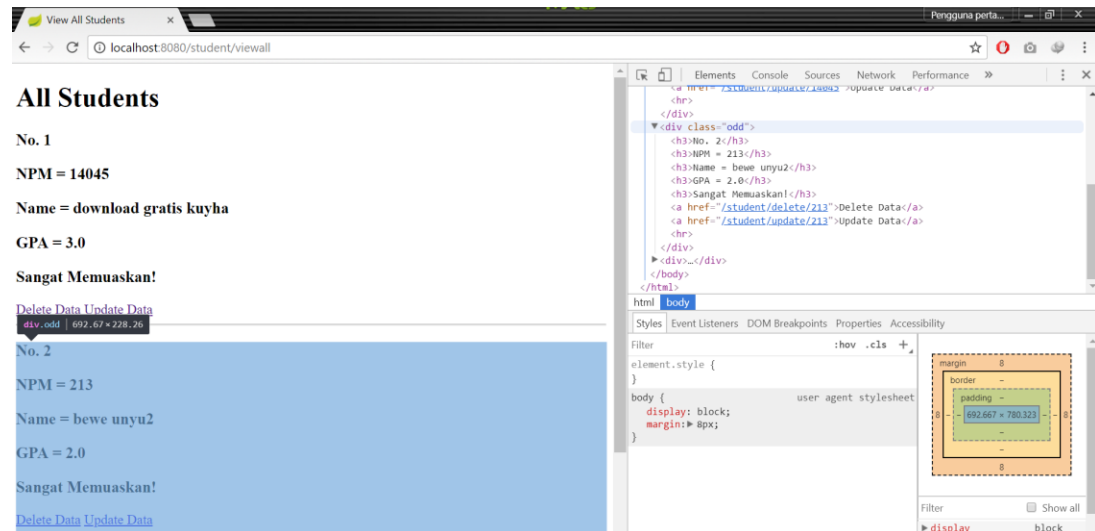 View All Students
Pengguna perta...
localhost:8080/student/viewall
All Students
No. 1
NPM = 14045
Name = download gratis kuyha
GPA = 3.0
Sangat Memuaskan!
Delete Data Update Data
div.odd | 692.67×228.26
No. 2
NPM = 213
Name = bewe unyu2
GPA = 2.0
Sangat Memuaskan!
Delete Data Update Data
Elements Console Sources Network Performance »
<a href="/student/update/14045">Update Data</a>
<hr>
</div>
▼<div class="odd">
<h3>No. 2</h3>
<h3>NPM = 213</h3>
<h3>Name = bewe unyu2</h3>
<h3>GPA = 2.0</h3>
<h3>Sangat Memuaskan!</h3>
<a href="/student/delete/213">Delete Data</a>
<a href="/student/update/213">Update Data</a>
<hr>
</div>
▶<div>…</div>
</body>
</html>
html body
Styles Event Listeners DOM Breakpoints Properties Accessibility
Filter :hov .cls +
element.style {
}
body { user agent stylesheet
display: block;
margin:▶ 8px;
}
margin 8
border –
padding –
8 – – 692.667 × 780.323 – – 8
–
–
8
Filter Show all
▶ display block